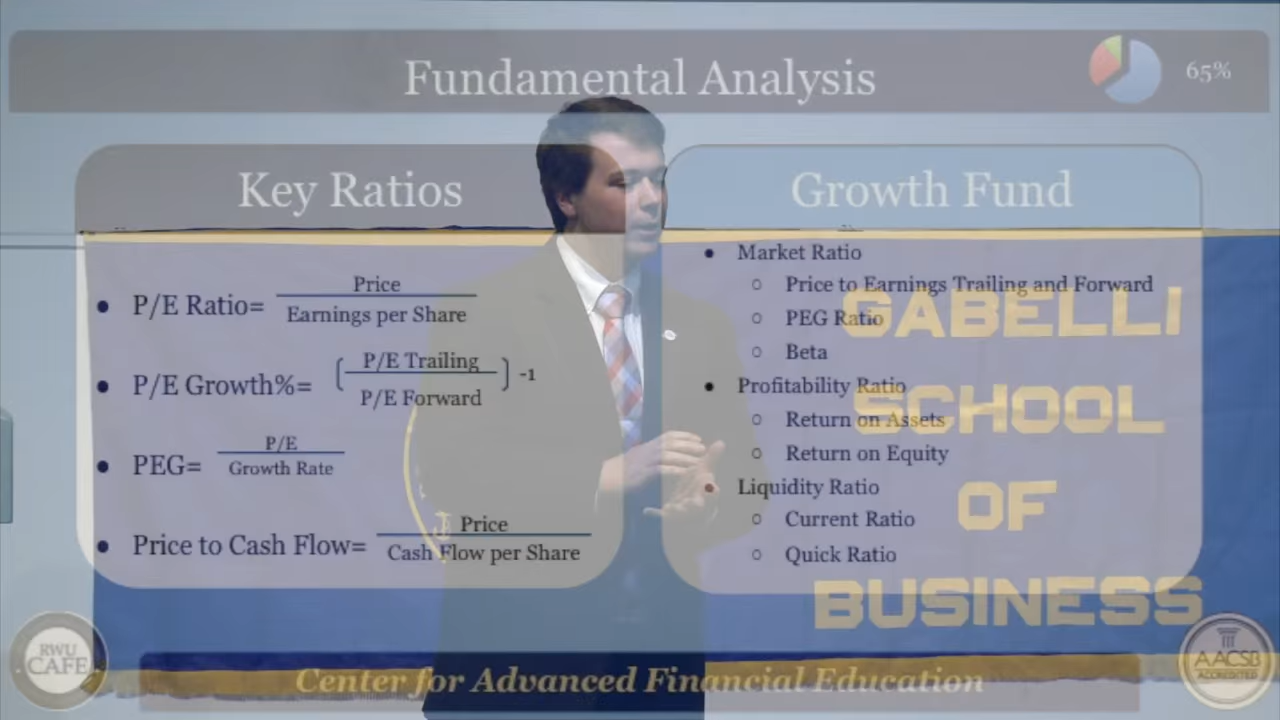 Fundamental Analysis
65%
Key Ratios
P/E Ratio= Price
Earnings per Share
P/E Growth%= ( P/E Trailing
P/E Forward ) -1
PEG= P/E
Growth Rate
Price to Cash Flow= Price
Cash Flow per Share
Growth Fund
• Market Ratio
○ Price to Earnings Trailing and Forward
○ PEG Ratio
○ Beta
• Profitability Ratio
○ Return on Assets
○ Return on Equity
• Liquidity Ratio
○ Current Ratio
○ Quick Ratio
GABELLI
SCHOOL
OF
BUSINESS
RWU
CAFE
Center for Advanced Financial Education
AACSB
ACCREDITED